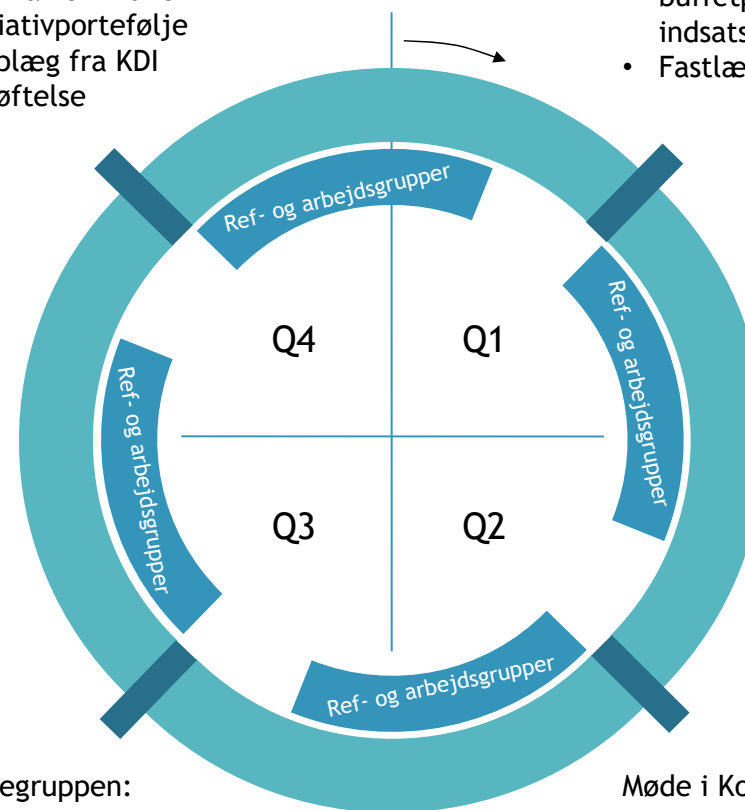 iativportefølje
plæg fra KDI
øftelse
indsats
• Fastlæ
Ref- og arbejdsgrupper
Ref- og arbejdsgrupper
Q4
Q1
Ref- og arbejdsgrupper
Q3
Q2
Ref- og arbejdsgrupper
egruppen:
Møde i Ko